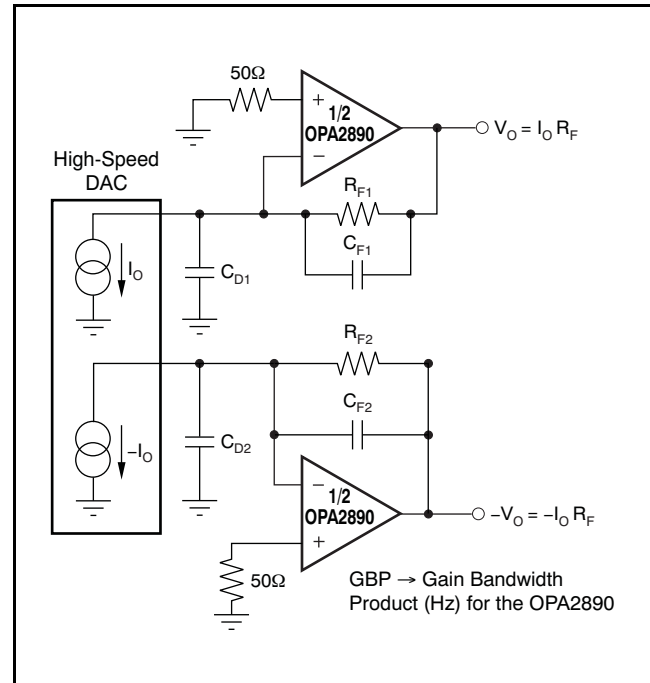 50Ω
+
1/2
OPA2890
−
V_O = I_O R_F
High-Speed
DAC
R_F1
C_F1
I_O
C_D1
R_F2
C_F2
−I_O
C_D2
−
1/2
OPA2890
+
−V_O = −I_O R_F
50Ω
GBP → Gain Bandwidth
Product (Hz) for the OPA2890